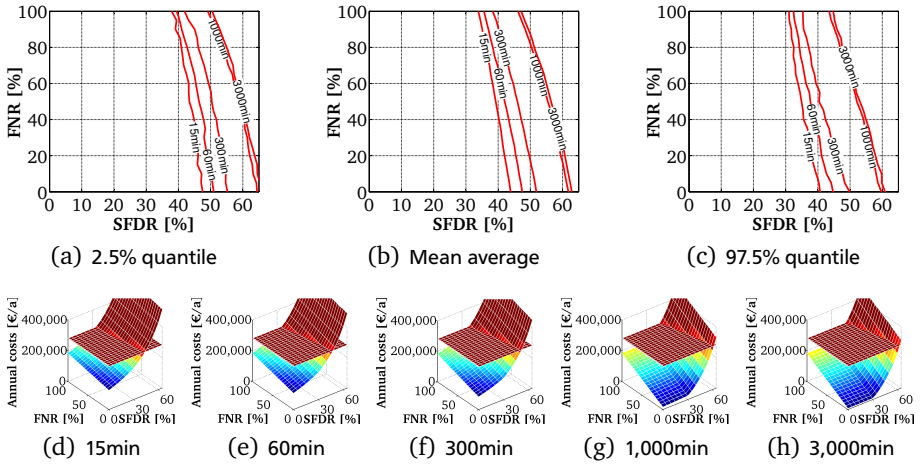 100
80
60
40
20
0
FNR [%]
0 10 20 30 40 50 60
SFDR [%]
15min
60min
300min
1000min
3000min
(a) 2.5% quantile
100
80
60
40
20
0
FNR [%]
0 10 20 30 40 50 60
SFDR [%]
15min
60min
300min
1000min
3000min
(b) Mean average
100
80
60
40
20
0
FNR [%]
0 10 20 30 40 50 60
SFDR [%]
15min
60min
300min
3000min
1000min
(c) 97.5% quantile
Annual costs [€/a]
400,000
200,000
0
100
50
0
0
30
60
FNR [%]
SFDR [%]
(d) 15min
Annual costs [€/a]
400,000
200,000
0
100
50
0
0
30
60
FNR [%]
SFDR [%]
(e) 60min
Annual costs [€/a]
400,000
200,000
0
100
50
0
0
30
60
FNR [%]
SFDR [%]
(f) 300min
Annual costs [€/a]
400,000
200,000
0
100
50
0
0
30
60
FNR [%]
SFDR [%]
(g) 1,000min
Annual costs [€/a]
400,000
200,000
0
100
50
0
0
30
60
FNR [%]
SFDR [%]
(h) 3,000min